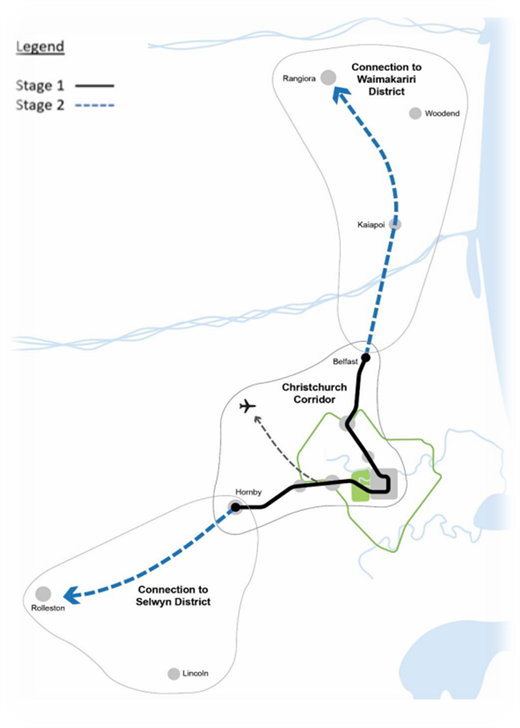 Legend
Stage 1
Stage 2
Connection to
Waimakariri
District
Rangiora
Woodend
Kaiapoi
Belfast
Christchurch
Corridor
Hornby
Connection to
Selwyn District
Rolleston
Lincoln